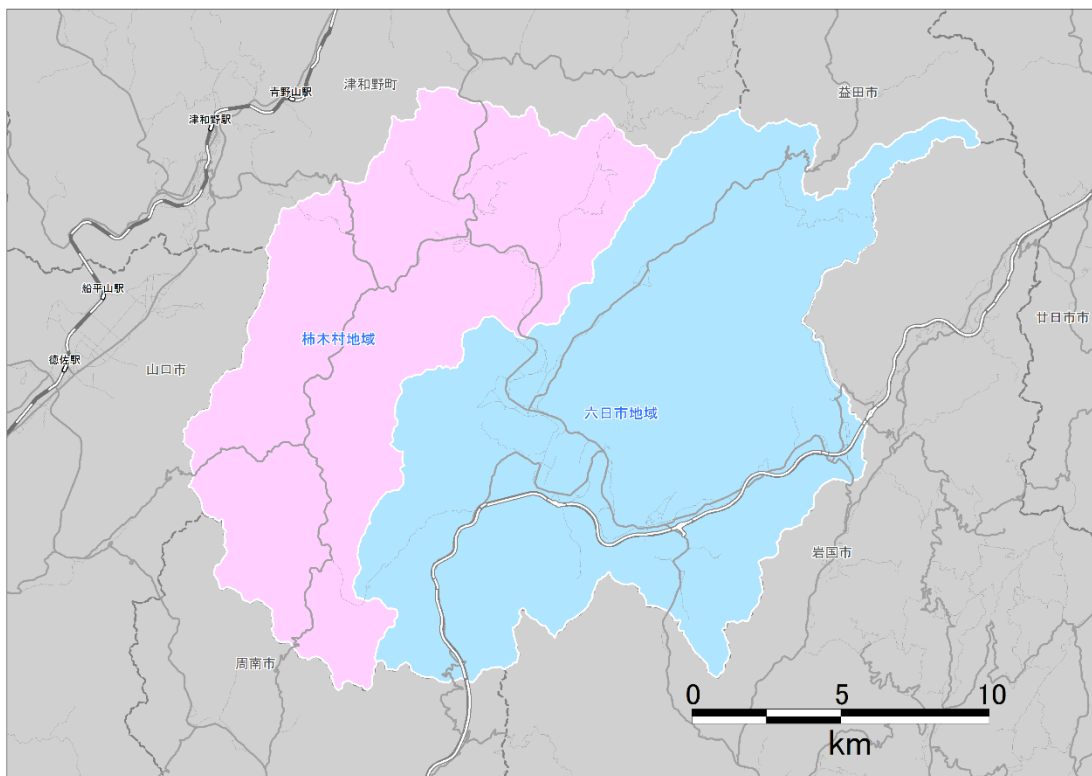 津和野町
青野山駅
益田市
津和野駅
船平山駅
廿日市市
柿木村地域
徳佐駅
山口市
六日市地域
岩国市
周南市
0 5 10
km